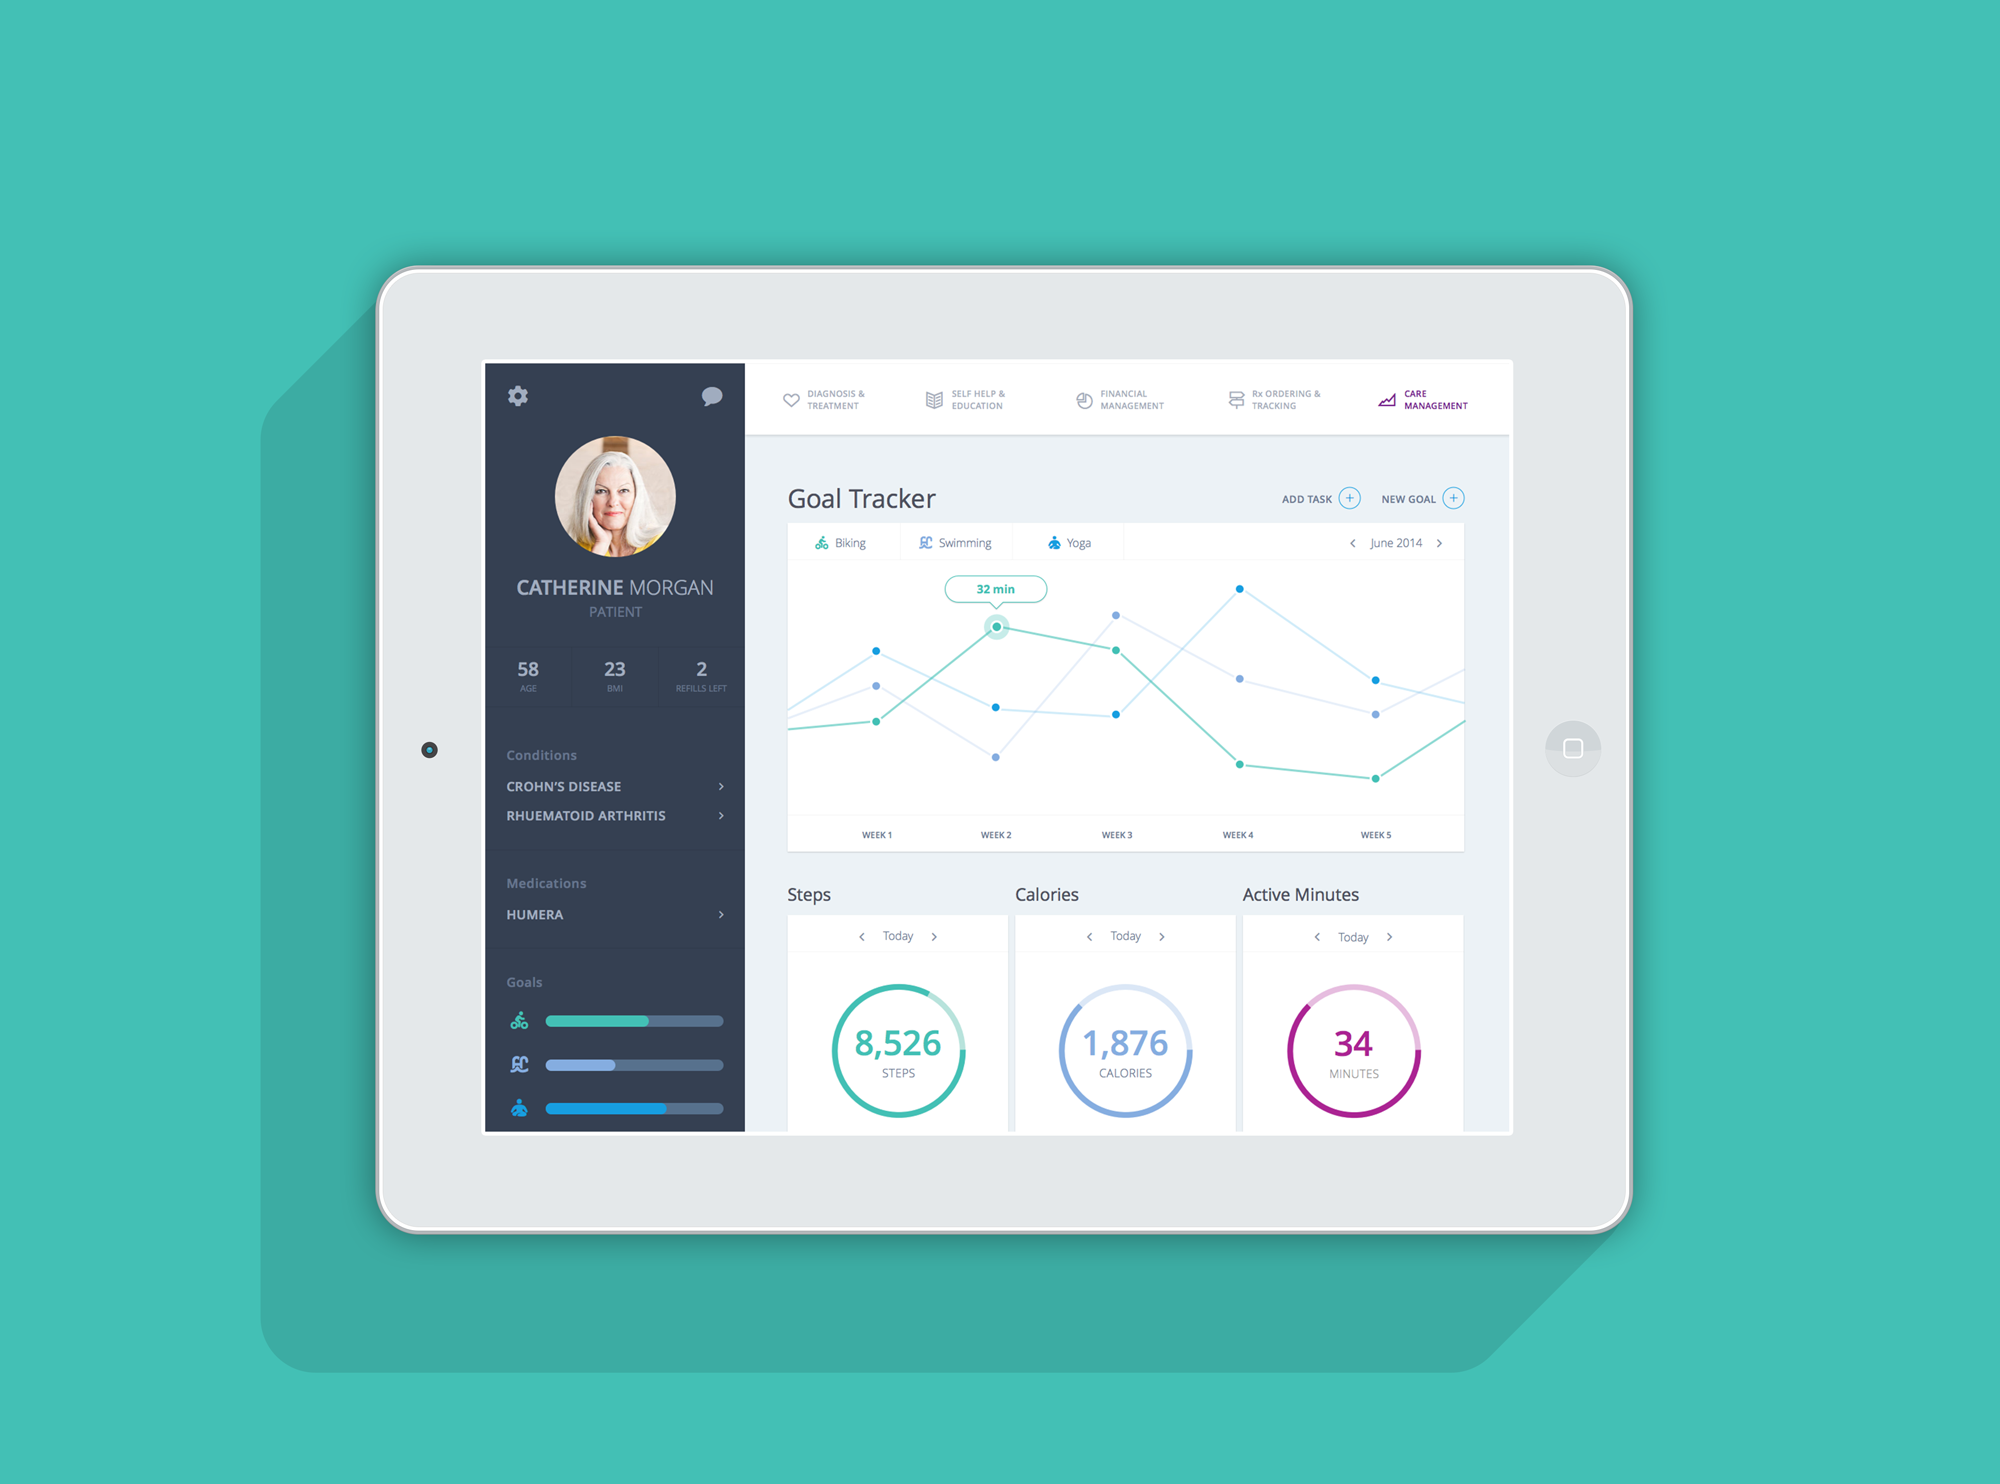 DIAGNOSIS &
TREATMENT
SELF HELP &
EDUCATION
FINANCIAL
MANAGEMENT
Rx ORDERING &
TRACKING
CARE
MANAGEMENT
CATHERINE MORGAN
PATIENT
58
AGE
23
BMI
2
REFILLS LEFT
Conditions
CROHN'S DISEASE
RHUEMATOID ARTHRITIS
Medications
HUMERA
Goals
Goal Tracker
ADD TASK
NEW GOAL
Biking
Swimming
Yoga
June 2014
32 min
WEEK 1
WEEK 2
WEEK 3
WEEK 4
WEEK 5
Steps
Today
8,526
STEPS
Calories
Today
1,876
CALORIES
Active Minutes
Today
34
MINUTES